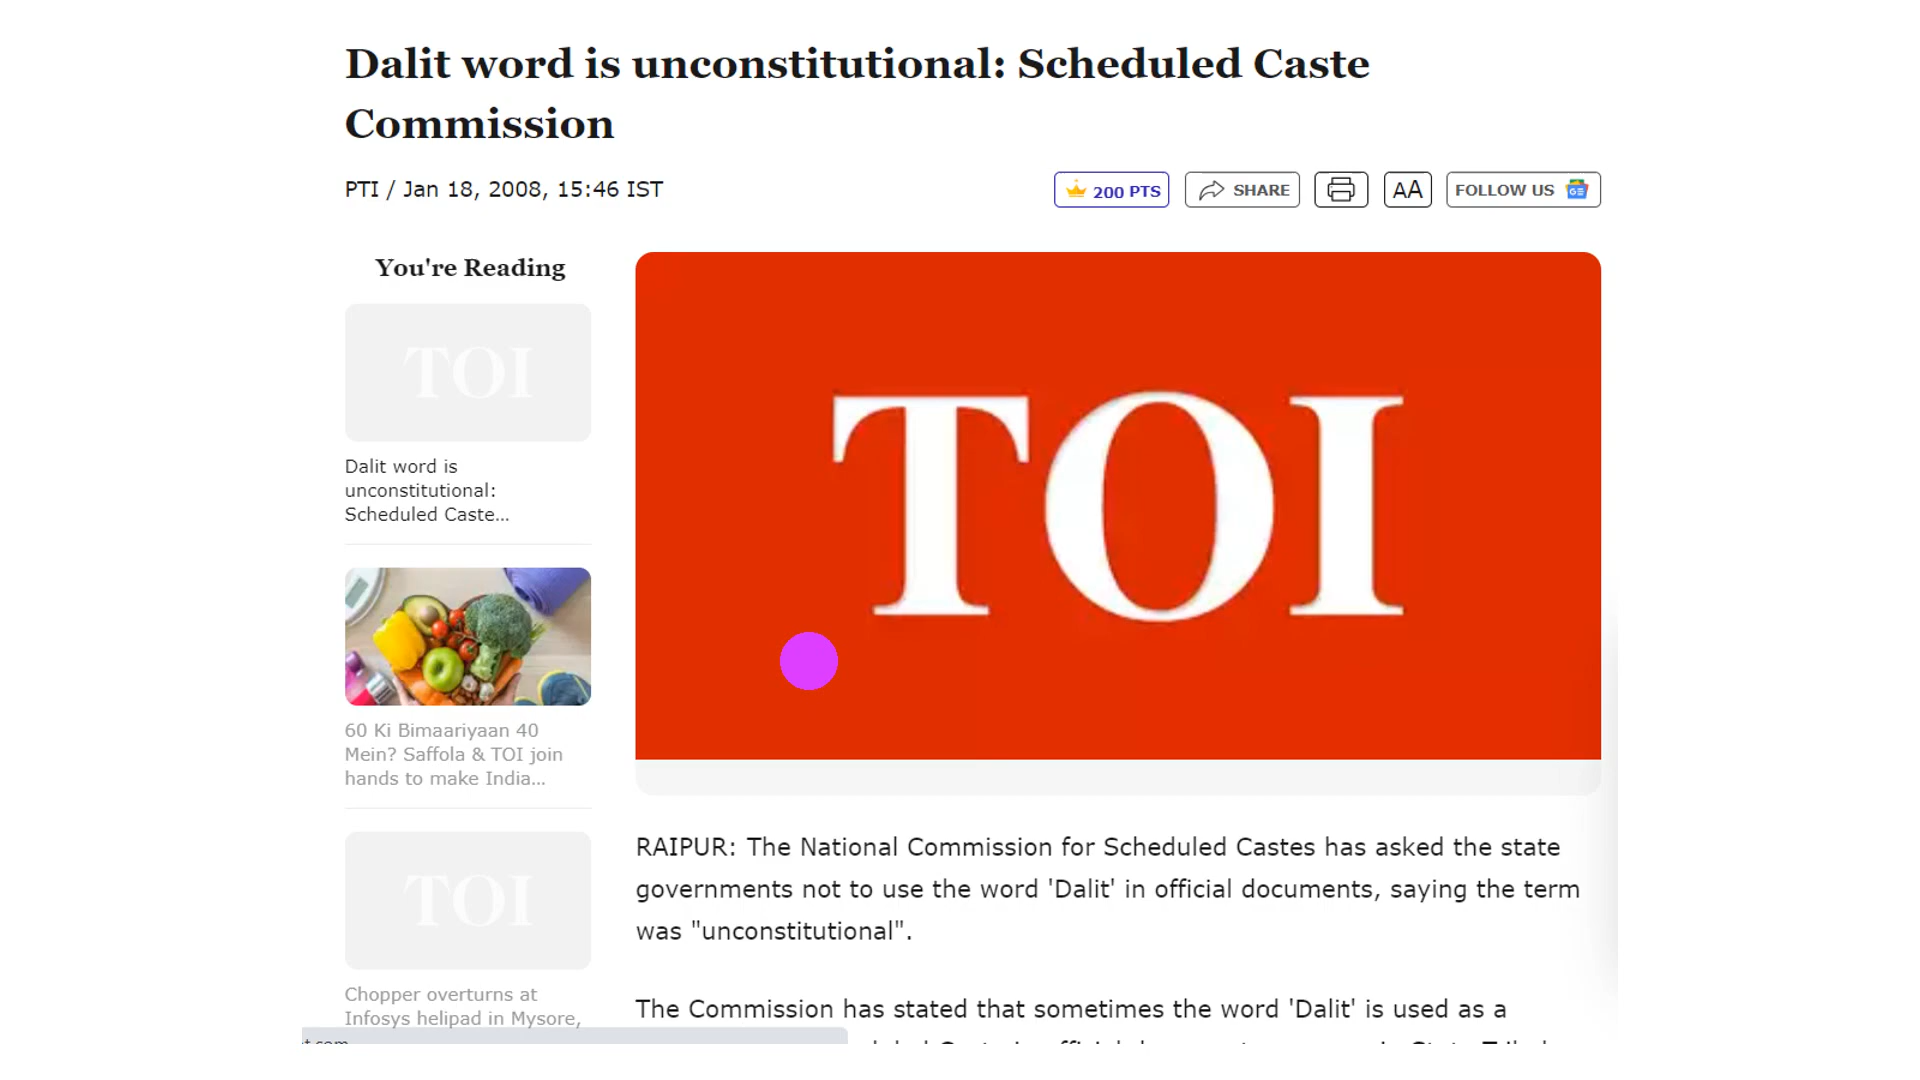 Dalit word is unconstitutional: Scheduled Caste
Commission
PTI / Jan 18, 2008, 15:46 IST
200 PTS
SHARE
AA
FOLLOW US
GE
You're Reading
TOI
Dalit word is
unconstitutional:
Scheduled Caste...
60 Ki Bimaariyaan 40
Mein? Saffola & TOI join
hands to make India...
TOI
Chopper overturns at
Infosys helipad in Mysore,
TOI
RAIPUR: The National Commission for Scheduled Castes has asked the state
governments not to use the word 'Dalit' in official documents, saying the term
was "unconstitutional".
The Commission has stated that sometimes the word 'Dalit' is used as a